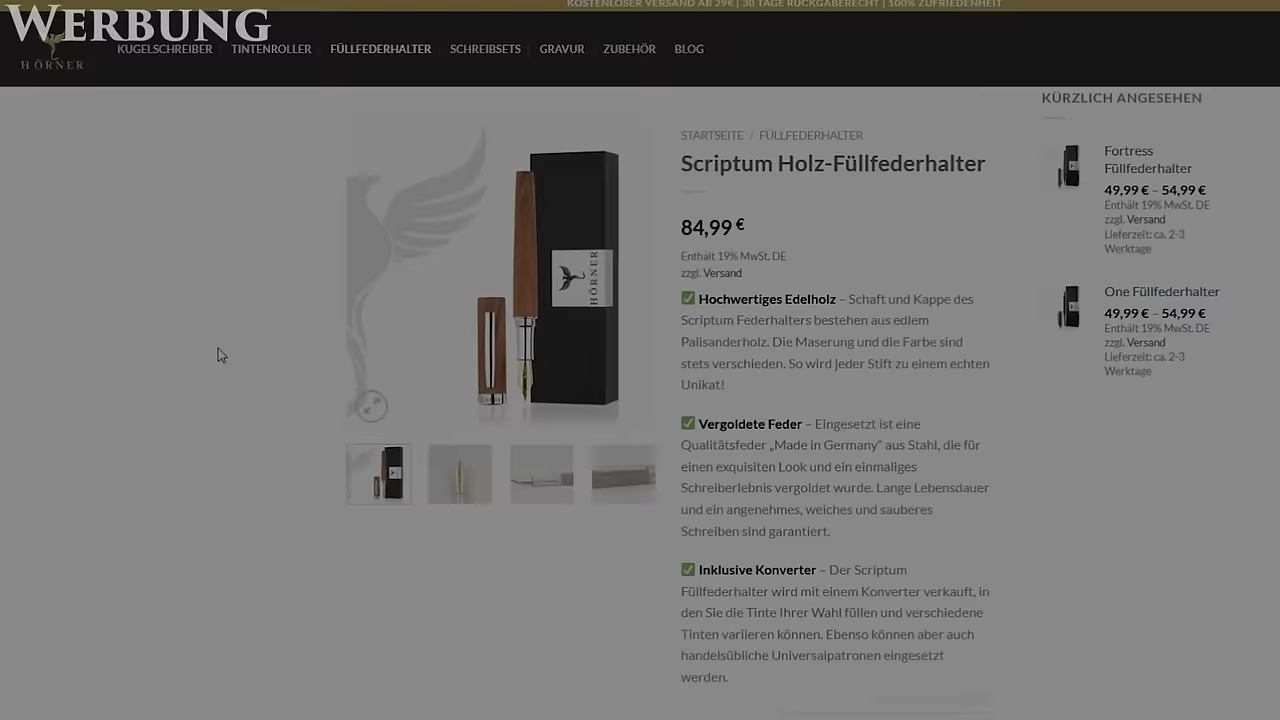 KOSTENLOSER VERSAND AB 29€ | 30 TAGE RÜCKGABERECHT | 100% ZUFRIEDENHEIT
WERBUNG
HÖRNER
KUGELSCHREIBER
TINTENROLLER
FÜLLFEDERHALTER
SCHREIBSETS
GRAVUR
ZUBEHÖR
BLOG
HÖRNER
STARTSEITE / FÜLLFEDERHALTER
Scriptum Holz-Füllfederhalter
84,99 €
Enthält 19% MwSt. DE
zzgl. Versand
Hochwertiges Edelholz – Schaft und Kappe des
Scriptum Federhalters bestehen aus edlem
Palisanderholz. Die Maserung und die Farbe sind
stets verschieden. So wird jeder Stift zu einem echten
Unikat!
Vergoldete Feder – Eingesetzt ist eine
Qualitätsfeder „Made in Germany“ aus Stahl, die für
einen exquisiten Look und ein einmaliges
Schreiberlebnis vergoldet wurde. Lange Lebensdauer
und ein angenehmes, weiches und sauberes
Schreiben sind garantiert.
Inklusive Konverter – Der Scriptum
Füllfederhalter wird mit einem Konverter verkauft, in
den Sie die Tinte Ihrer Wahl füllen und verschiedene
Tinten variieren können. Ebenso können aber auch
handelsübliche Universalpatronen eingesetzt
werden.
KÜRZLICH ANGESEHEN
Fortress
Füllfederhalter
49,99 € – 54,99 €
Enthält 19% MwSt. DE
zzgl. Versand
Lieferzeit: ca. 2-3
Werktage
One Füllfederhalter
49,99 € – 54,99 €
Enthält 19% MwSt. DE
zzgl. Versand
Lieferzeit: ca. 2-3
Werktage